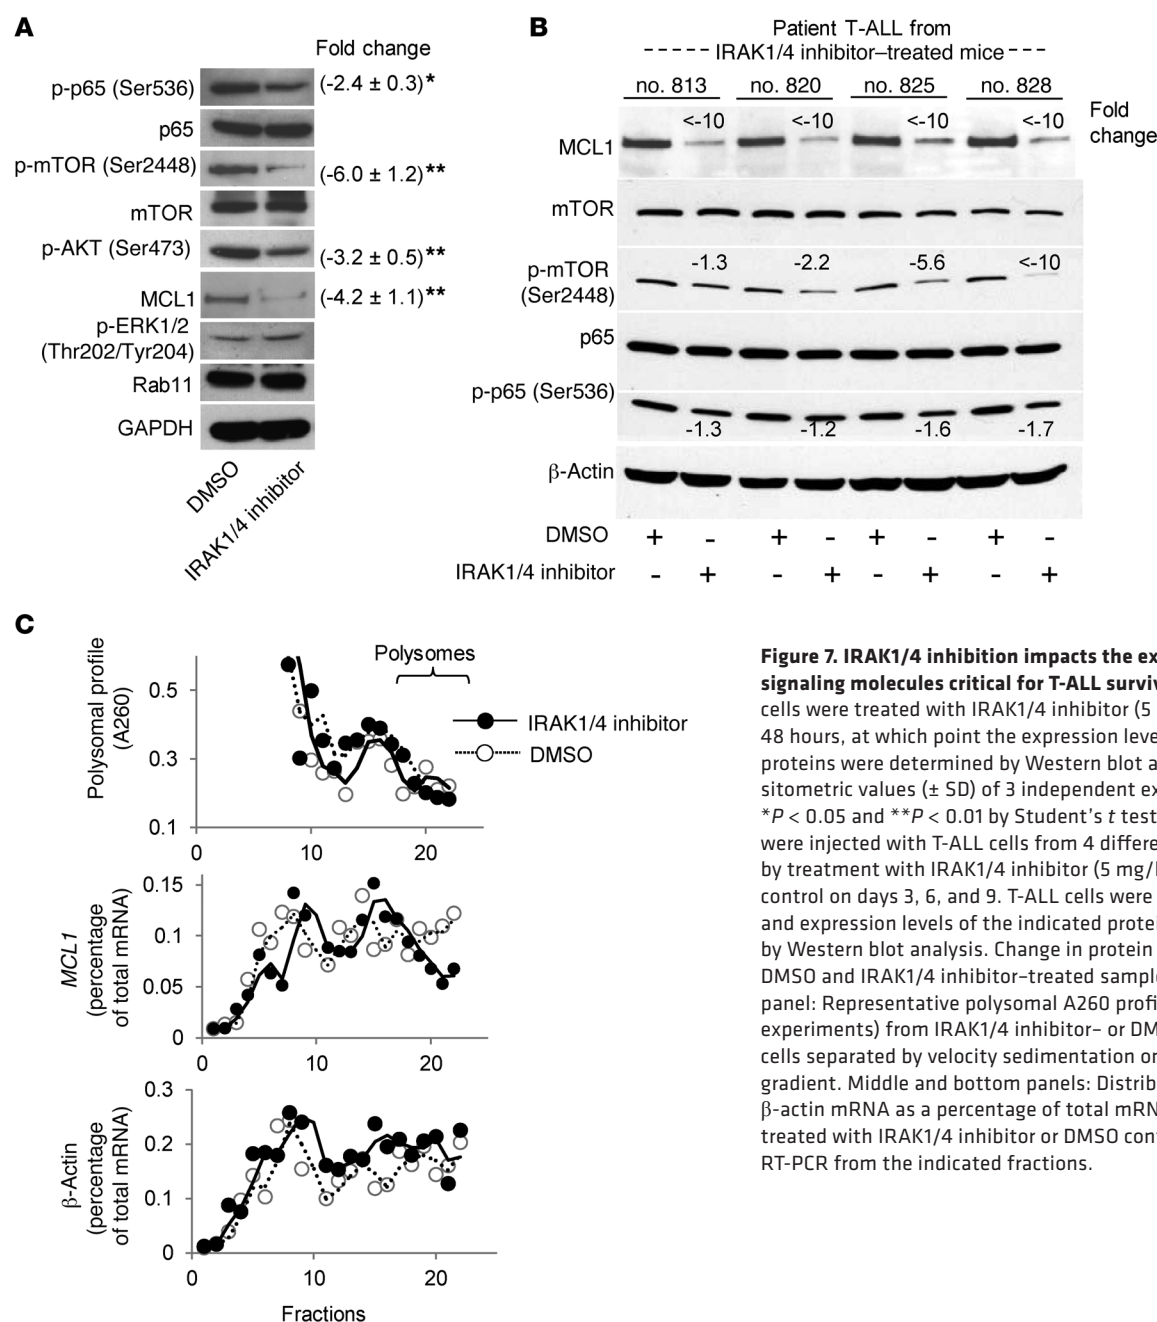 A
Fold change
p-p65 (Ser536)
(-2.4 ± 0.3)*
p65
p-mTOR (Ser2448)
(-6.0 ± 1.2)**
mTOR
p-AKT (Ser473)
(-3.2 ± 0.5)**
MCL1
(-4.2 ± 1.1)**
p-ERK1/2
(Thr202/Tyr204)
Rab11
GAPDH
DMSO
IRAK1/4 inhibitor
B
Patient T-ALL from
IRAK1/4 inhibitor–treated mice
no. 813 no. 820 no. 825 no. 828
<-10 <-10 <-10 <-10
Fold
change
MCL1
mTOR
p-mTOR
(Ser2448)
-1.3 -2.2 -5.6 <-10
p65
p-p65 (Ser536)
-1.3 -1.2 -1.6 -1.7
β-Actin
DMSO + - + - + - + -
IRAK1/4 inhibitor - + - + - + - +
C
Polysomal profile
(A260)
0.5
0.3
0.1
0 10 20
Polysomes
IRAK1/4 inhibitor
DMSO
MCL1
(percentage
of total mRNA)
0.15
0.1
0.05
0
0 10 20
β-Actin
(percentage
of total mRNA)
0.3
0.2
0.1
0
0 10 20
Fractions
Figure 7. IRAK1/4 inhibition impacts the ex
signaling molecules critical for T-ALL surviv
cells were treated with IRAK1/4 inhibitor (5
48 hours, at which point the expression leve
proteins were determined by Western blot a
sitometric values (± SD) of 3 independent ex
*P < 0.05 and **P < 0.01 by Student’s t test
were injected with T-ALL cells from 4 differe
by treatment with IRAK1/4 inhibitor (5 mg/l
control on days 3, 6, and 9. T-ALL cells were
and expression levels of the indicated protei
by Western blot analysis. Change in protein
DMSO and IRAK1/4 inhibitor–treated sample
panel: Representative polysomal A260 profi
experiments) from IRAK1/4 inhibitor– or DM
cells separated by velocity sedimentation or
gradient. Middle and bottom panels: Distrib
β-actin mRNA as a percentage of total mRN
treated with IRAK1/4 inhibitor or DMSO con
RT-PCR from the indicated fractions.